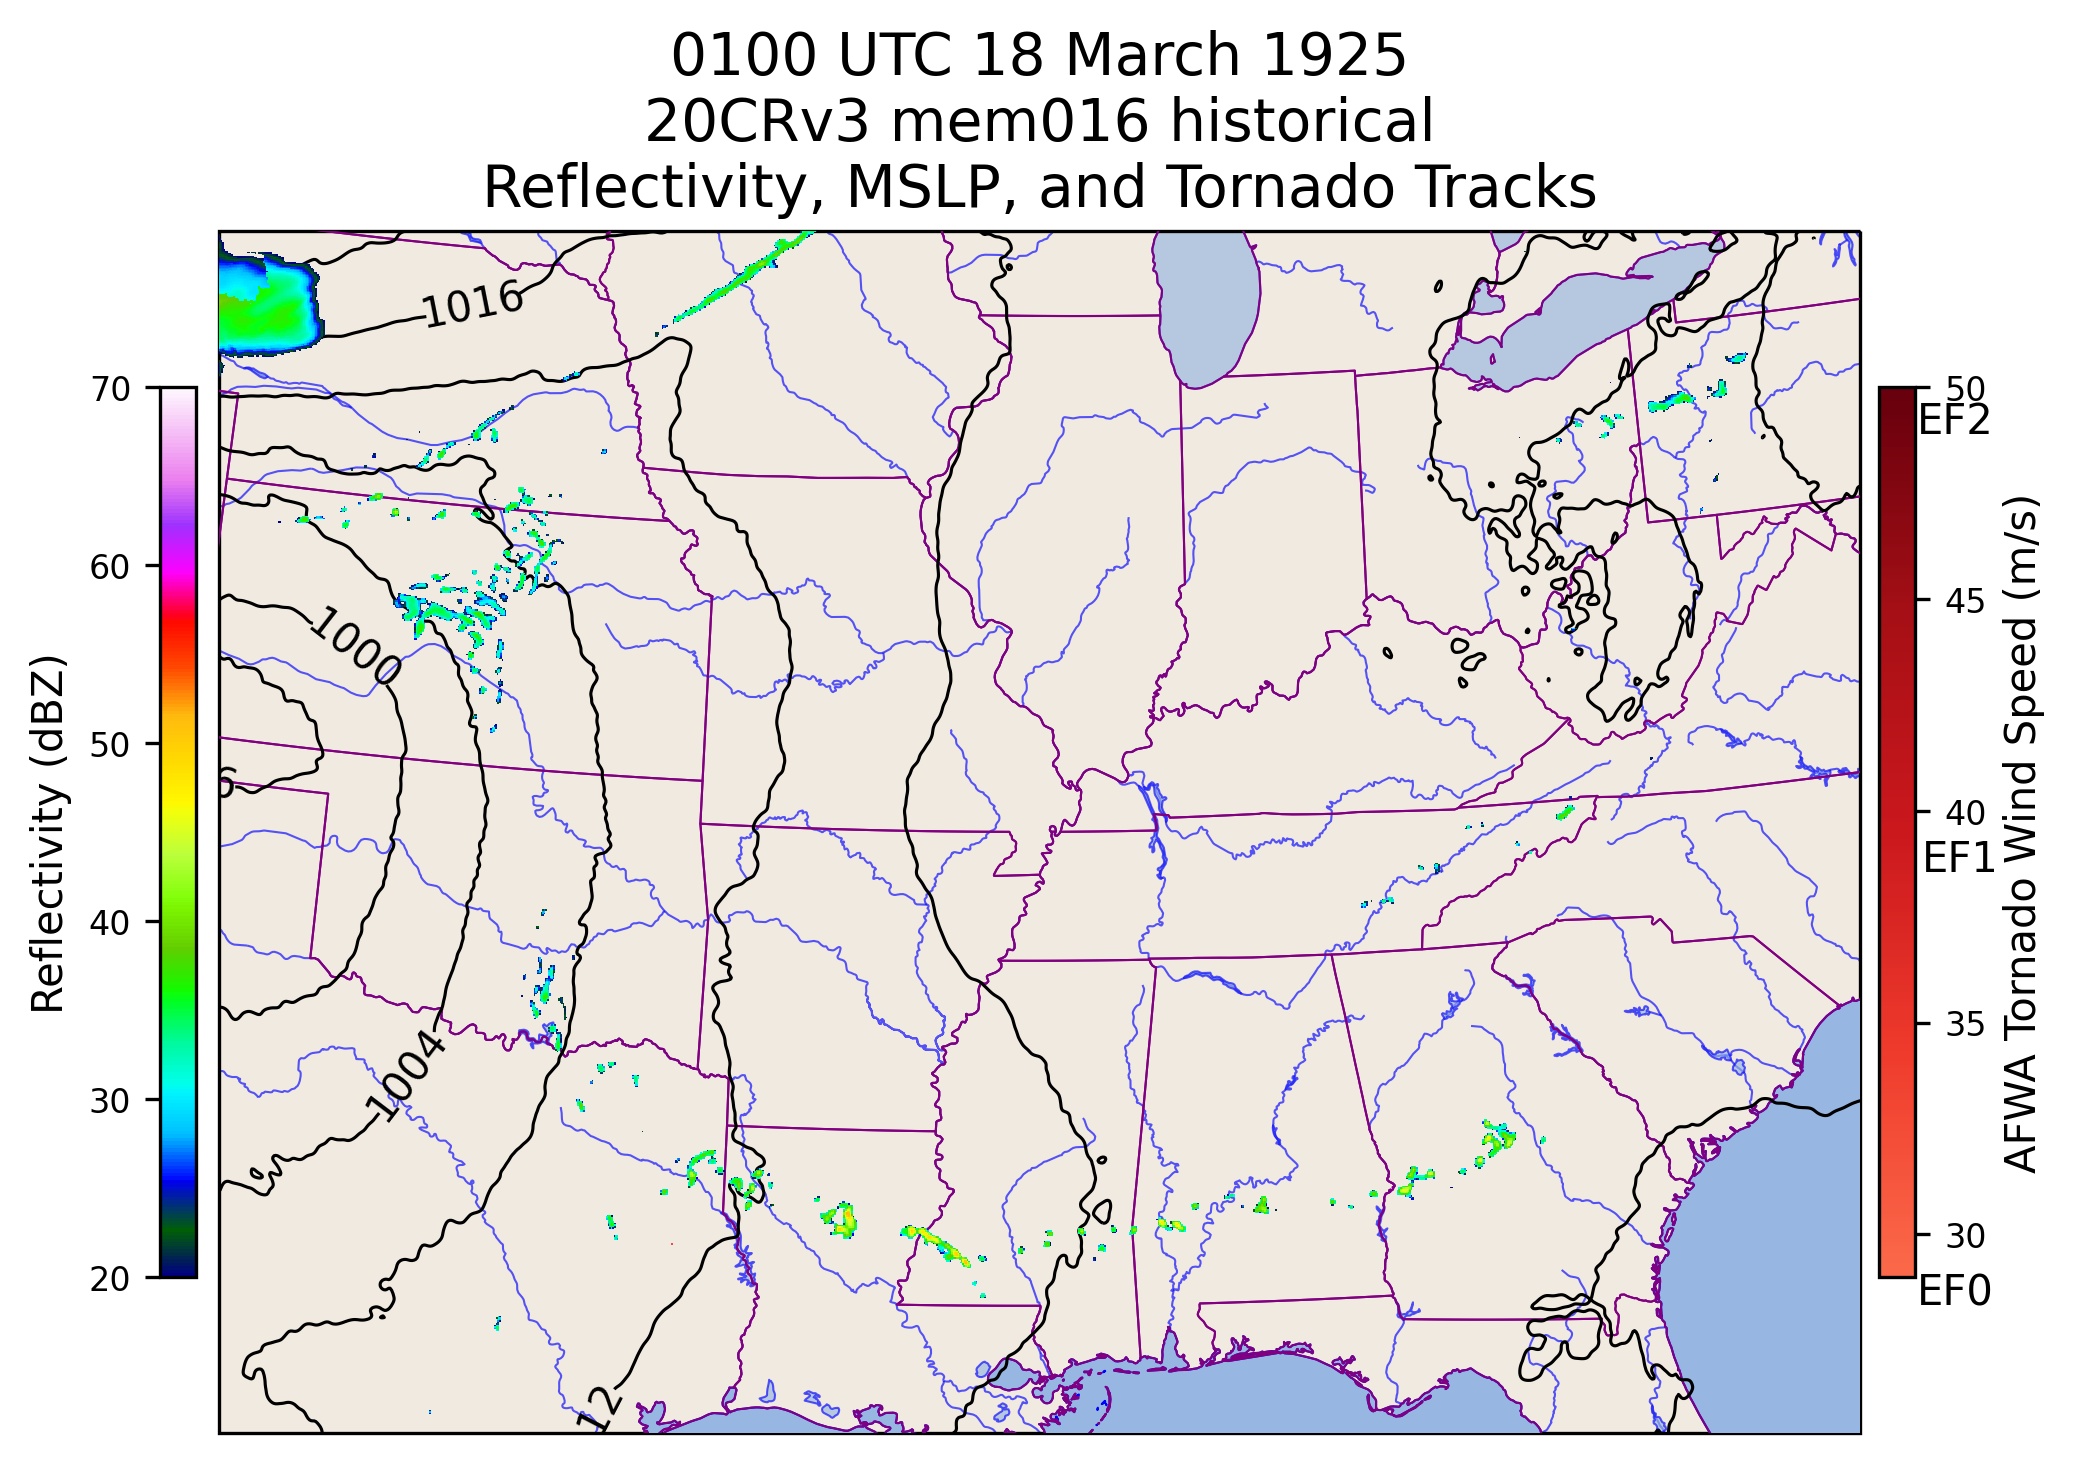 0100 UTC 18 March 1925
20CRv3 mem016 historical
Reflectivity, MSLP, and Tornado Tracks
1016
1000
6
1004
12
70
60
50
40
30
20
Reflectivity (dBZ)
50
EF2
45
40
EF1
35
30
EF0
AFWA Tornado Wind Speed (m/s)